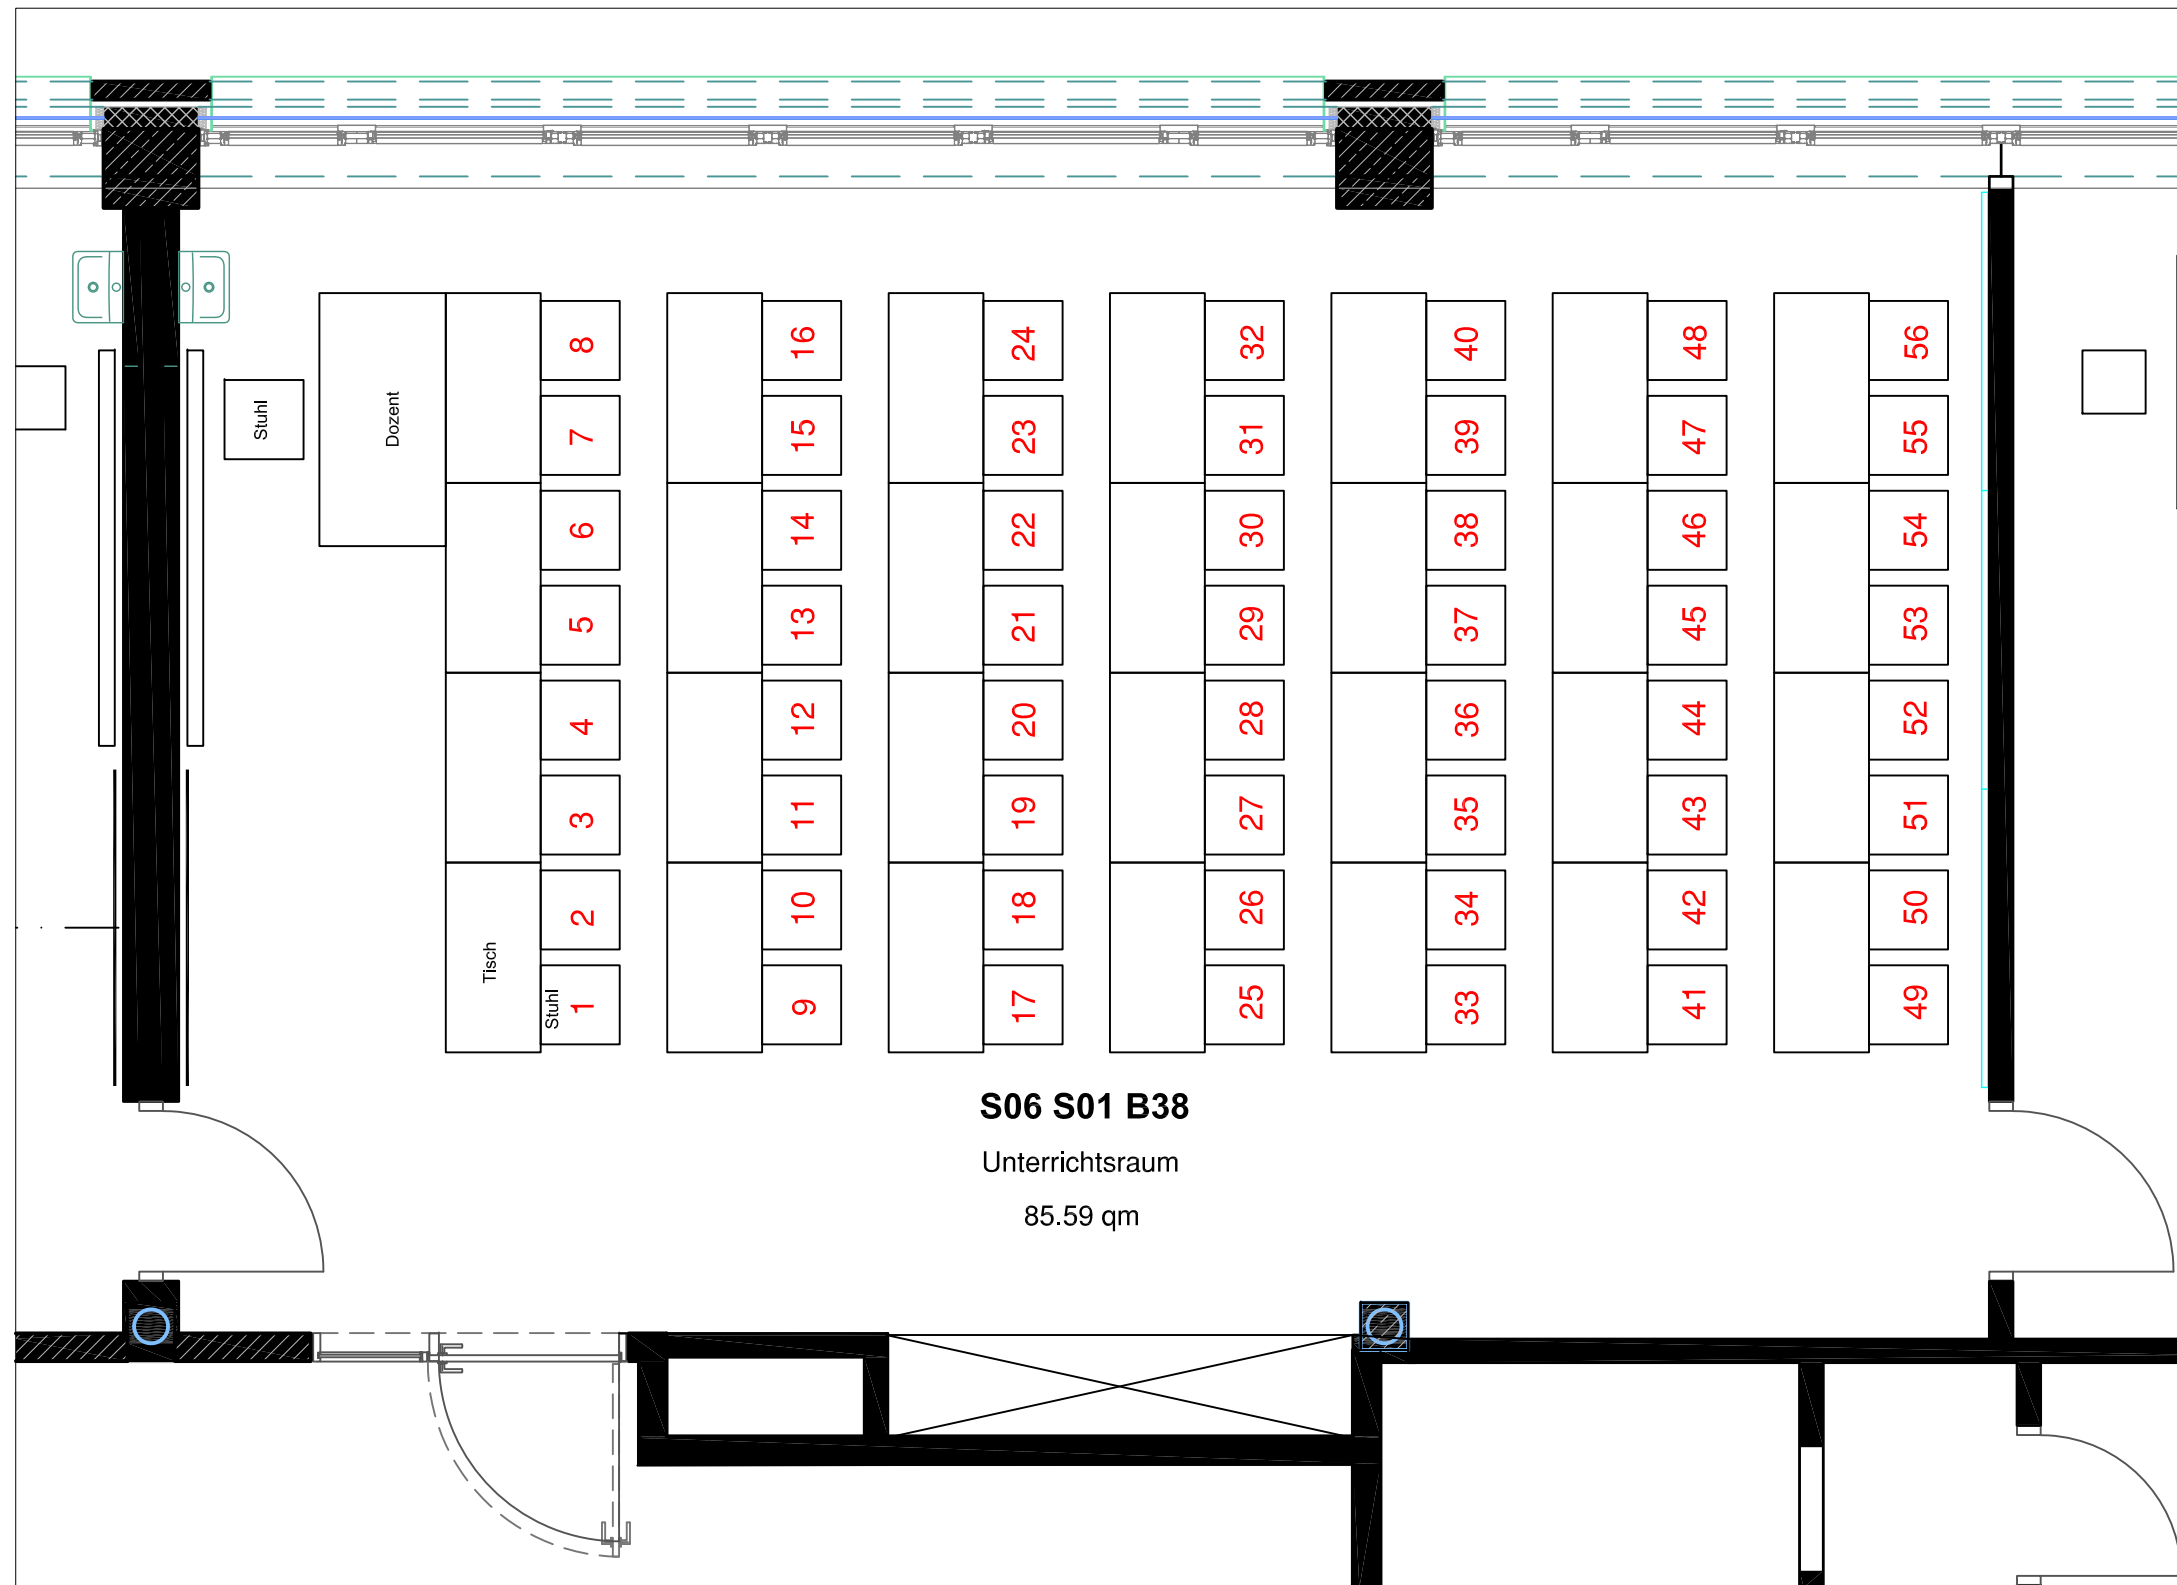 8 16 24 32 40 48 56
Stuhl Dozent 7 15 23 31 39 47 55
6 14 22 30 38 46 54
5 13 21 29 37 45 53
4 12 20 28 36 44 52
3 11 19 27 35 43 51
2 10 18 26 34 42 50
Tisch
Stuhl 1 9 17 25 33 41 49
S06 S01 B38
Unterrichtsraum
85.59 qm